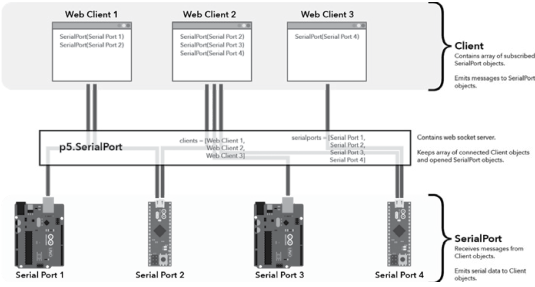 Web Client 1
Web Client 2
Web Client 3
SerialPort(Serial Port 1)
SerialPort(Serial Port 2)
SerialPort(Serial Port 2)
SerialPort(Serial Port 3)
SerialPort(Serial Port 4)
SerialPort(Serial Port 4)
Client
Contains array of subscribed
SerialPort objects.
Emits messages to SerialPort
objects.
p5.SerialPort
clients = [Web Client 1,
Web Client 2,
Web Client 3]
serialports = [Serial Port 1,
Serial Port 2,
Serial Port 3,
Serial Port 4]
Contains web socket server.
Keeps array of connected Client objects
and opened SerialPort objects.
Serial Port 1
Serial Port 2
Serial Port 3
Serial Port 4
SerialPort
Receives messages from
Client objects.
Emits serial data to Client
objects.